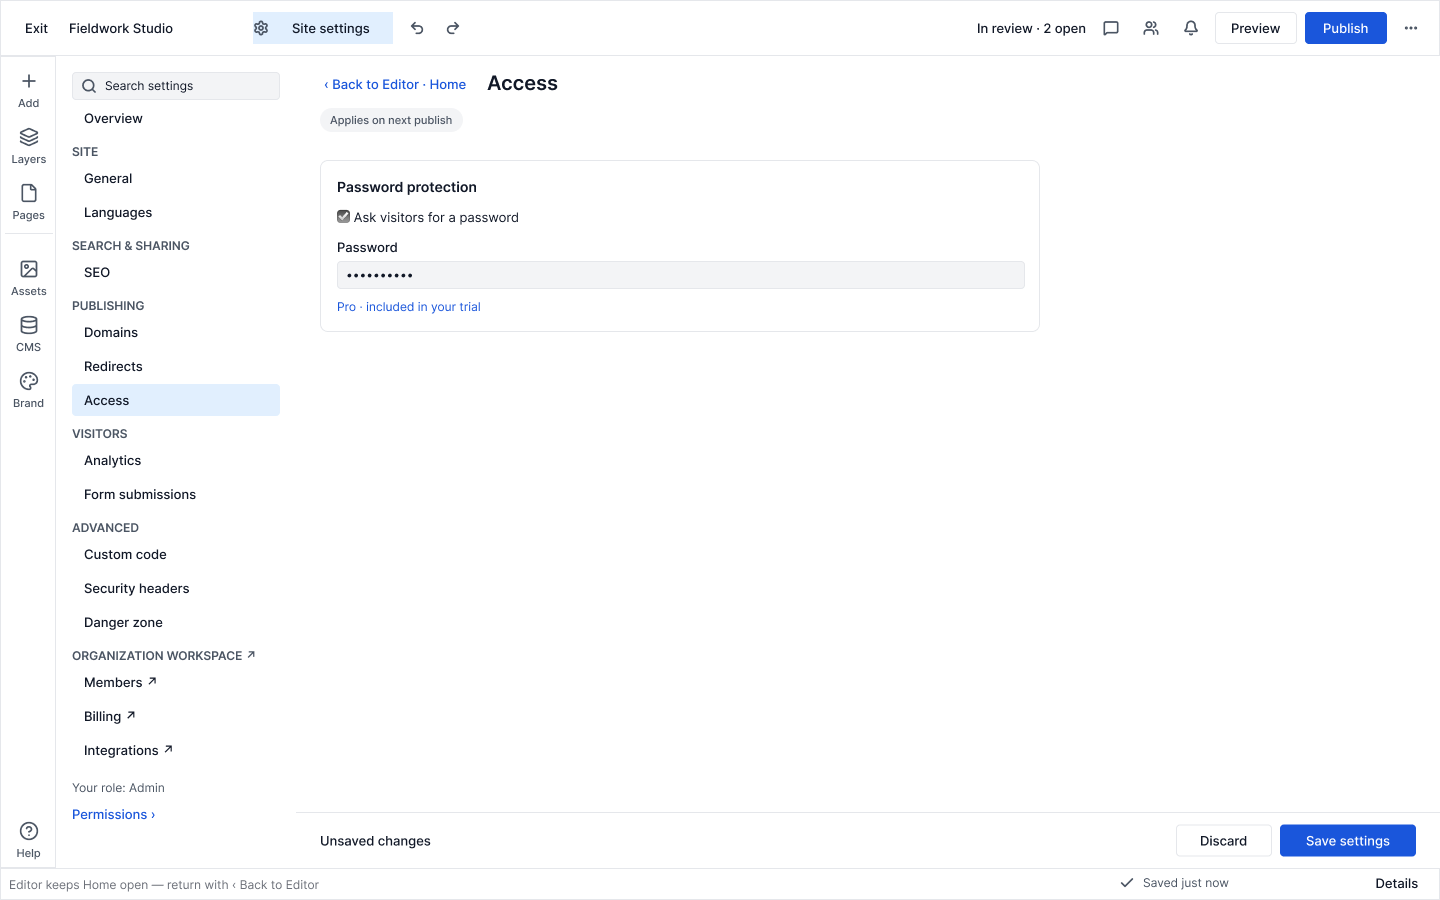 Exit
Fieldwork Studio
Site settings
In review · 2 open
Preview
Publish
Add
Layers
Pages
Assets
CMS
Brand
Help
Search settings
Overview
SITE
General
Languages
SEARCH & SHARING
SEO
PUBLISHING
Domains
Redirects
Access
VISITORS
Analytics
Form submissions
ADVANCED
Custom code
Security headers
Danger zone
ORGANIZATION WORKSPACE ↗
Members ↗
Billing ↗
Integrations ↗
Your role: Admin
Permissions ›
‹ Back to Editor · Home
Access
Applies on next publish
Password protection
Ask visitors for a password
Password
••••••••••
Pro · included in your trial
Unsaved changes
Discard
Save settings
Editor keeps Home open — return with ‹ Back to Editor
Saved just now
Details